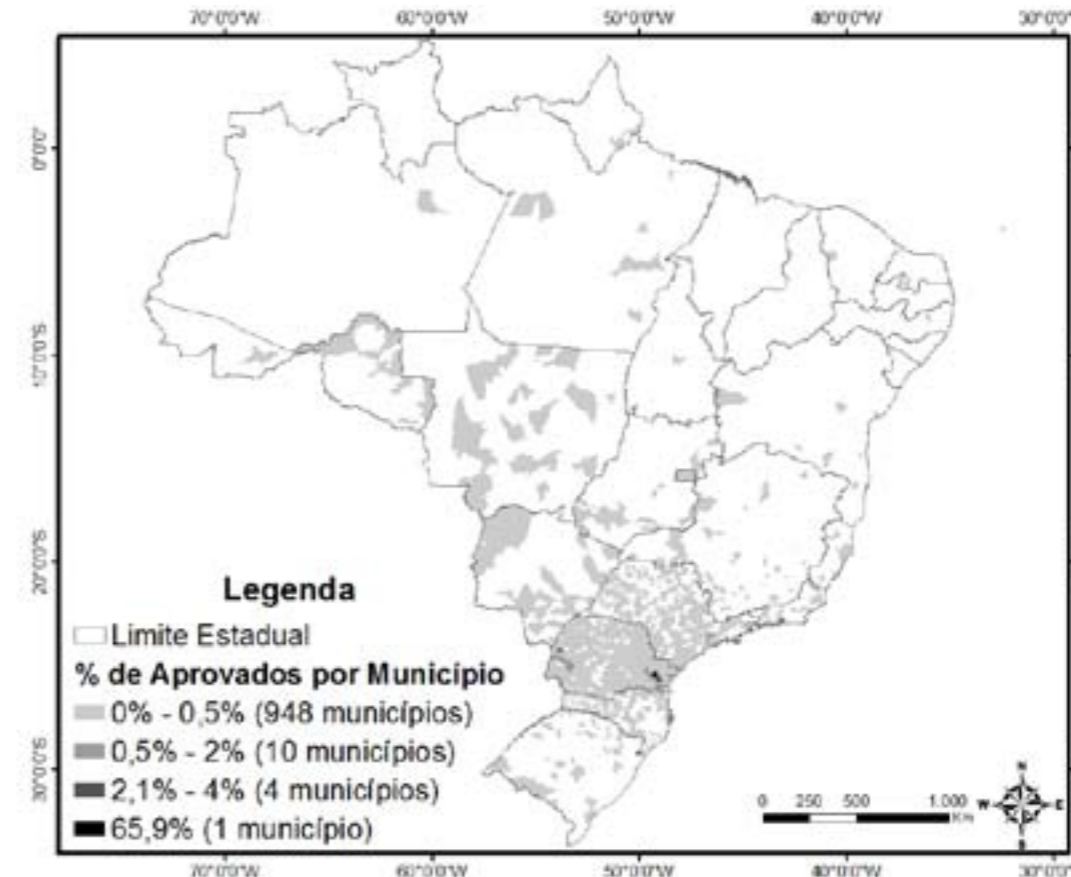 70°0'0"W 60°0'0"W 50°0'0"W 40°0'0"W 30°0'0"W
0°0'0"
10°0'0"S
20°0'0"S
30°0'0"S
Legenda
Limite Estadual
% de Aprovados por Município
0% - 0,5% (948 municípios)
0,5% - 2% (10 municípios)
2,1% - 4% (4 municípios)
65,9% (1 município)
0 250 500 1.000
Km
N
W E
S
70°0'0"W 60°0'0"W 50°0'0"W 40°0'0"W 30°0'0"W